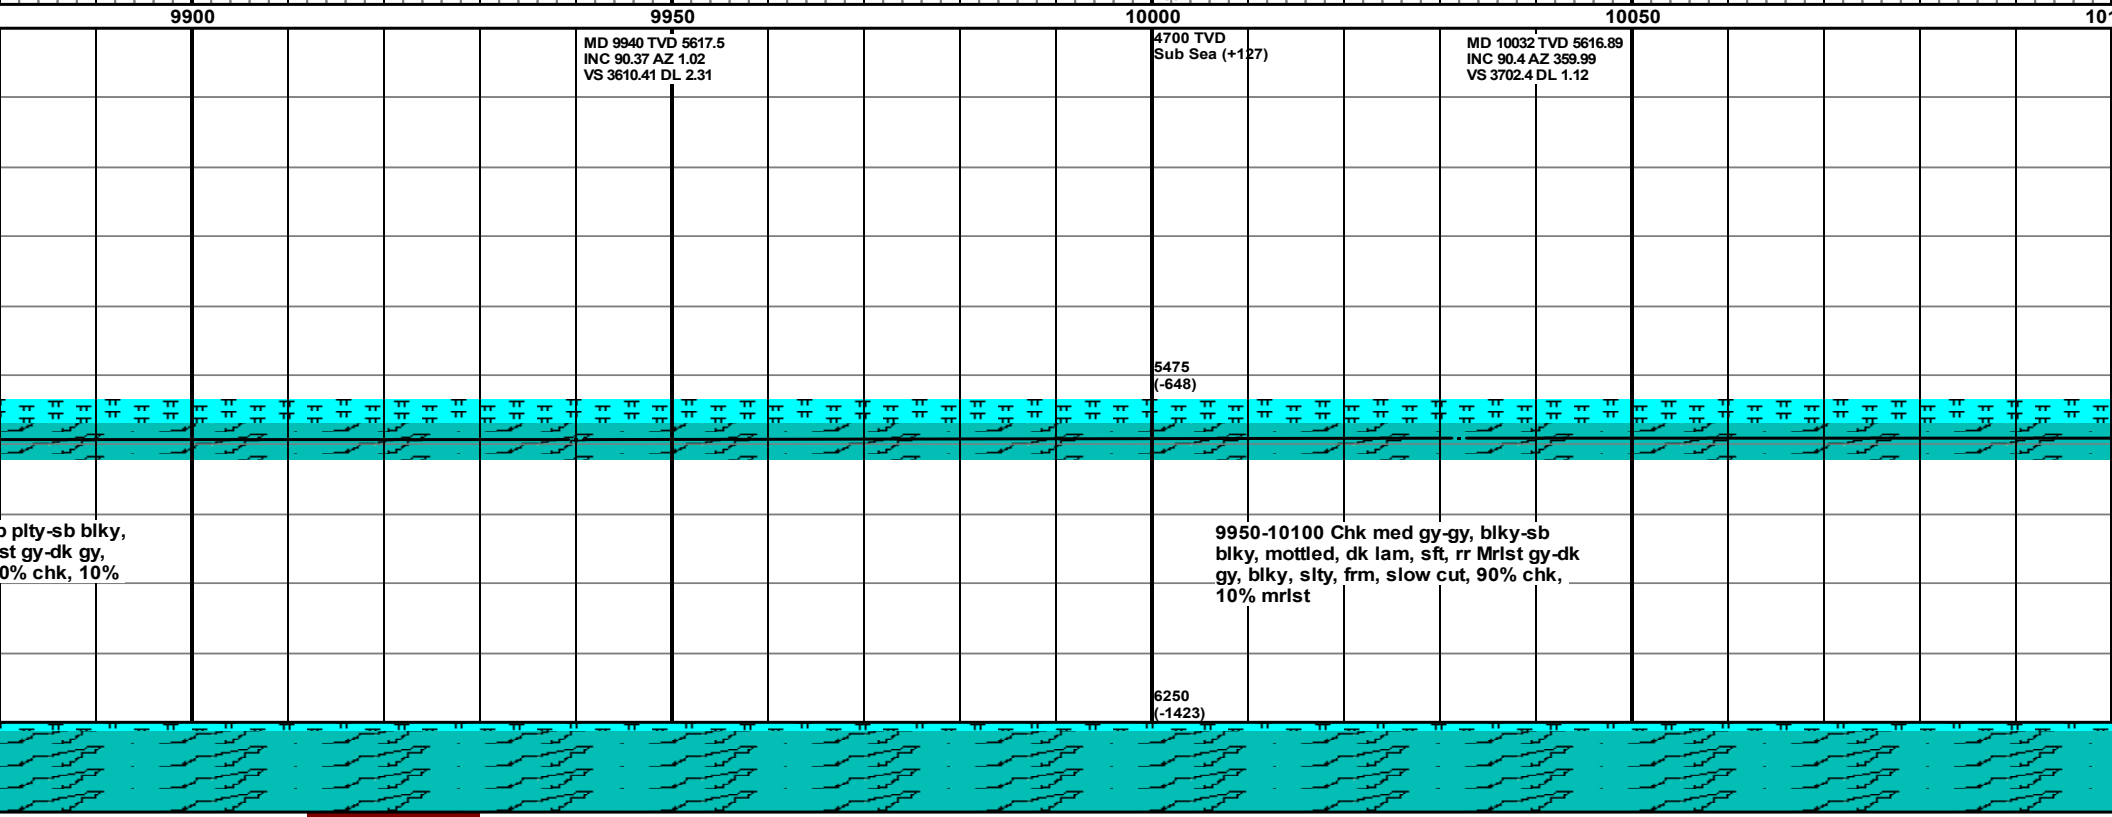 9900 9950 10000 10050
MD 9940 TVD 5617.5
INC 90.37 AZ 1.02
VS 3610.41 DL 2.31
4700 TVD
Sub Sea (+127)
MD 10032 TVD 5616.89
INC 90.4 AZ 359.99
VS 3702.4 DL 1.12
5475
(-648)
plty-sb blky,
gy-dk gy,
chk, 10%
9950-10100 Chk med gy-gy, blky-sb
blky, mottled, dk lam, sft, rr Mrlst gy-dk
gy, blky, slty, frm, slow cut, 90% chk,
10% mrlst
6250
(-1423)